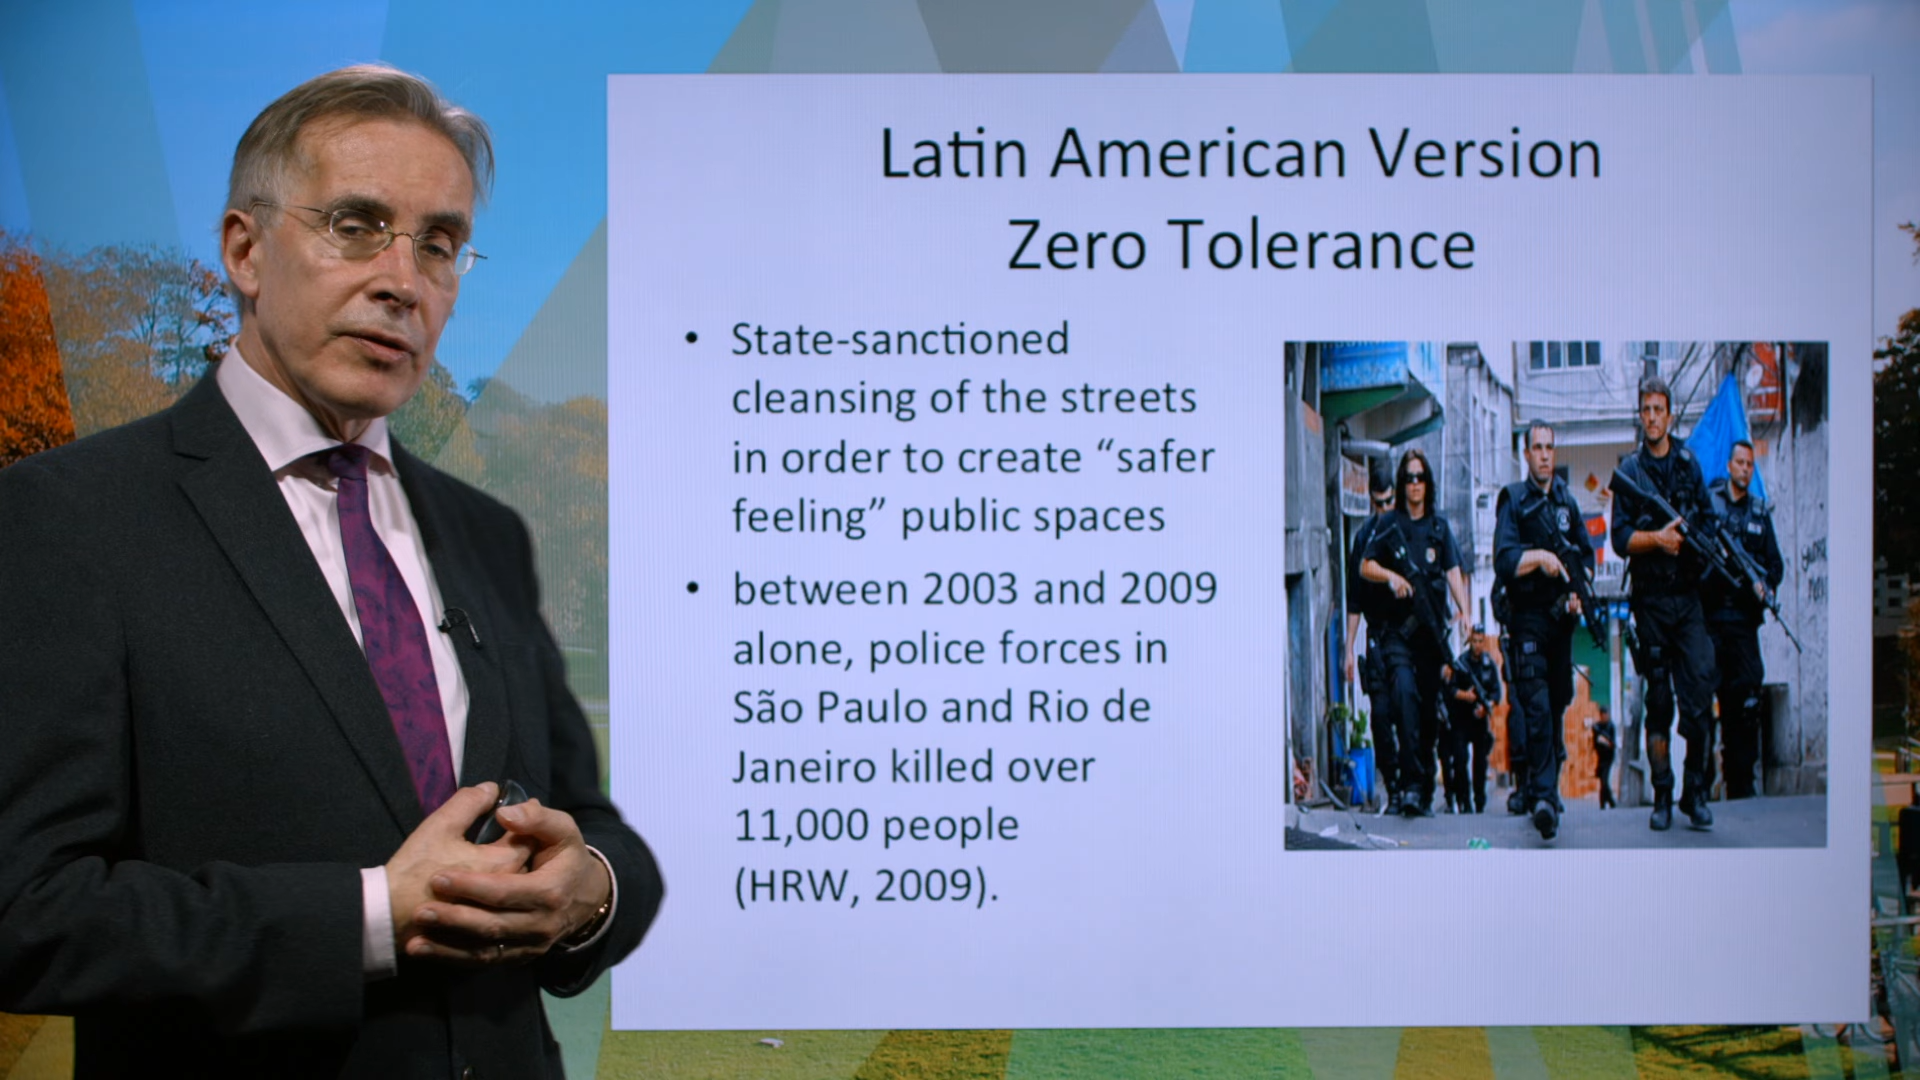 Latin American Version
Zero Tolerance
• State-sanctioned
cleansing of the streets
in order to create “safer
feeling” public spaces
• between 2003 and 2009
alone, police forces in
São Paulo and Rio de
Janeiro killed over
11,000 people
(HRW, 2009).